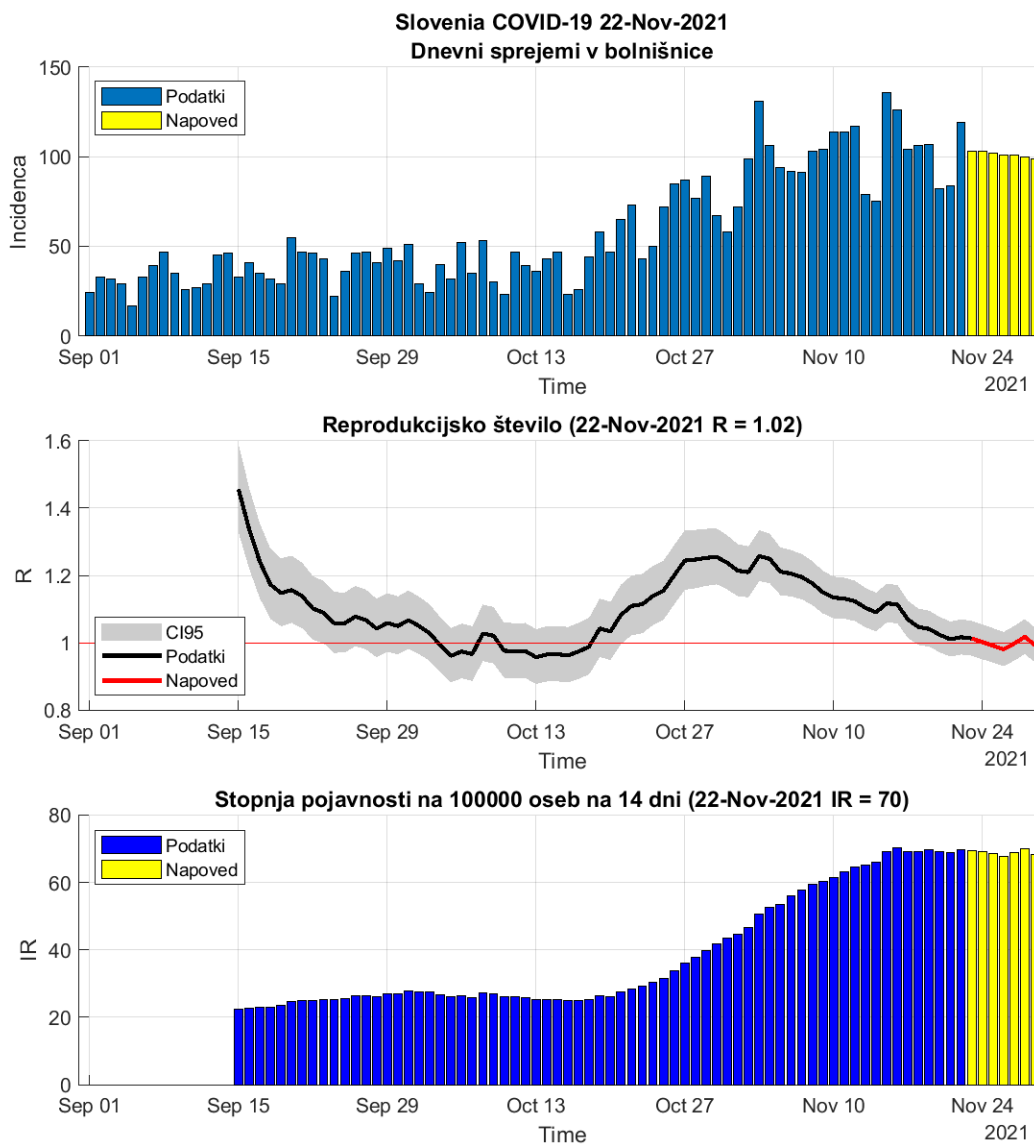 Slovenia COVID-19 22-Nov-2021
Dnevni sprejemi v bolnišnice
150
100
50
0
Incidenca
Podatki
Napoved
Sep 01 Sep 15 Sep 29 Oct 13 Oct 27 Nov 10 Nov 24
Time
2021
Reprodukcijsko število (22-Nov-2021 R = 1.02)
1.6
1.4
1.2
1
0.8
R
CI95
Podatki
Napoved
Sep 01 Sep 15 Sep 29 Oct 13 Oct 27 Nov 10 Nov 24
Time
2021
Stopnja pojavnosti na 100000 oseb na 14 dni (22-Nov-2021 IR = 70)
80
60
40
20
0
IR
Podatki
Napoved
Sep 01 Sep 15 Sep 29 Oct 13 Oct 27 Nov 10 Nov 24
Time
2021